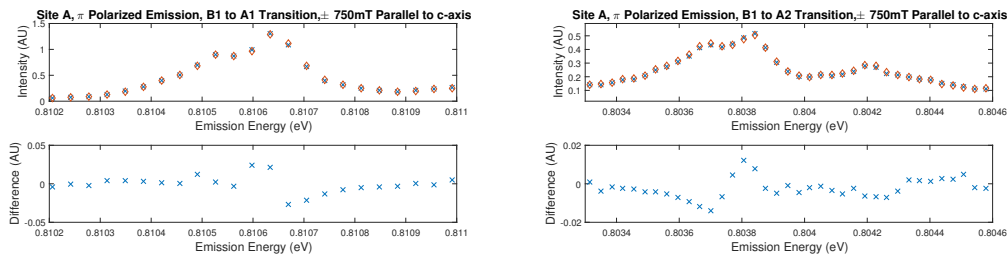 Site A, π Polarized Emission, B1 to A1 Transition,± 750mT Parallel to c-axis
1.5
1
0.5
0
Intensity (AU)
0.8102 0.8103 0.8104 0.8105 0.8106 0.8107 0.8108 0.8109 0.811
Emission Energy (eV)
0.05
0
-0.05
Difference (AU)
0.8102 0.8103 0.8104 0.8105 0.8106 0.8107 0.8108 0.8109 0.811
Emission Energy (eV)
Site A, π Polarized Emission, B1 to A2 Transition,± 750mT Parallel to c-axis
0.5
0.4
0.3
0.2
0.1
Intensity (AU)
0.8034 0.8036 0.8038 0.804 0.8042 0.8044 0.8046
Emission Energy (eV)
0.02
0
-0.02
Difference (AU)
0.8034 0.8036 0.8038 0.804 0.8042 0.8044 0.8046
Emission Energy (eV)